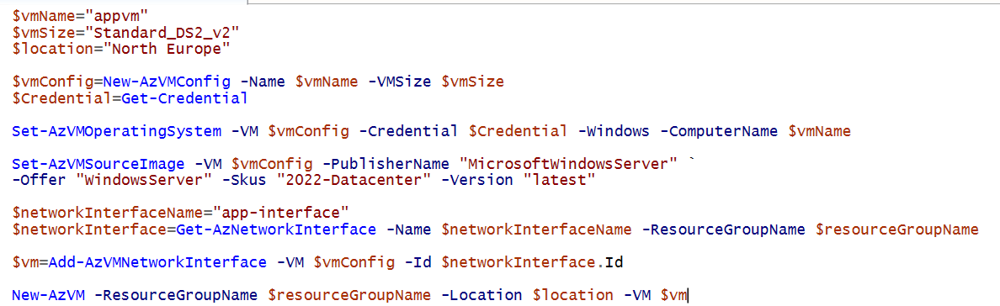 $vmName="appvm"
$vmSize="Standard_DS2_v2"
$location="North Europe"
$vmConfig=New-AzVMConfig -Name $vmName -VMSize $vmSize
$Credential=Get-Credential
Set-AzVMOperatingSystem -VM $vmConfig -Credential $Credential -Windows -ComputerName $vmName
Set-AzVMSourceImage -VM $vmConfig -PublisherName "MicrosoftWindowsServer" `
-Offer "WindowsServer" -Skus "2022-Datacenter" -Version "latest"
$networkInterfaceName="app-interface"
$networkInterface=Get-AzNetworkInterface -Name $networkInterfaceName -ResourceGroupName $resourceGroupName
$vm=Add-AzVMNetworkInterface -VM $vmConfig -Id $networkInterface.Id
New-AzVM -ResourceGroupName $resourceGroupName -Location $location -VM $vm